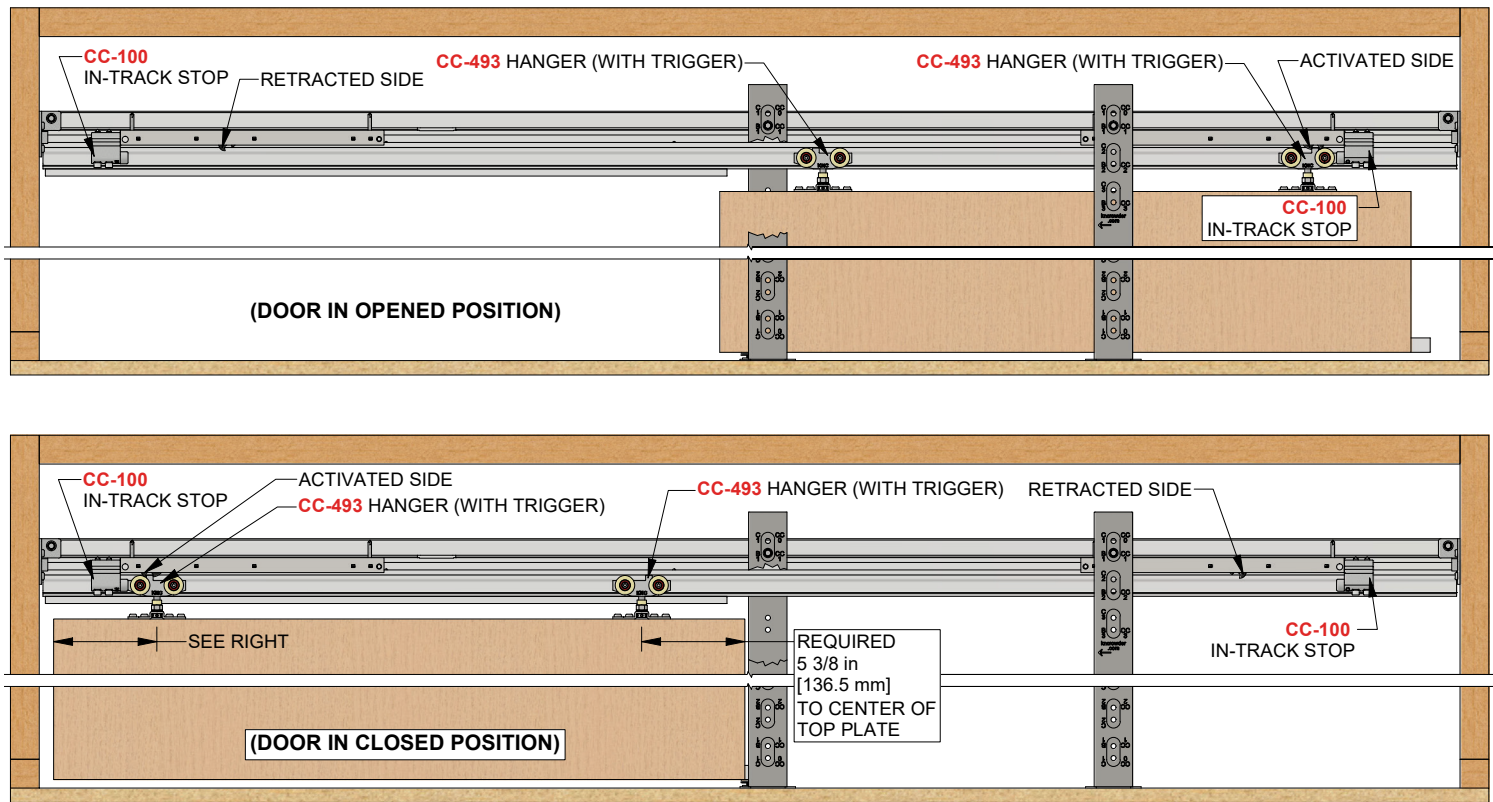 CC-100
IN-TRACK STOP
RETRACTED SIDE
CC-493 HANGER (WITH TRIGGER)
CC-493 HANGER (WITH TRIGGER)
ACTIVATED SIDE
CC-100
IN-TRACK STOP
(DOOR IN OPENED POSITION)
CC-100
IN-TRACK STOP
ACTIVATED SIDE
CC-493 HANGER (WITH TRIGGER)
CC-493 HANGER (WITH TRIGGER)
RETRACTED SIDE
SEE RIGHT
REQUIRED
5 3/8 in
[136.5 mm]
TO CENTER OF
TOP PLATE
CC-100
IN-TRACK STOP
(DOOR IN CLOSED POSITION)